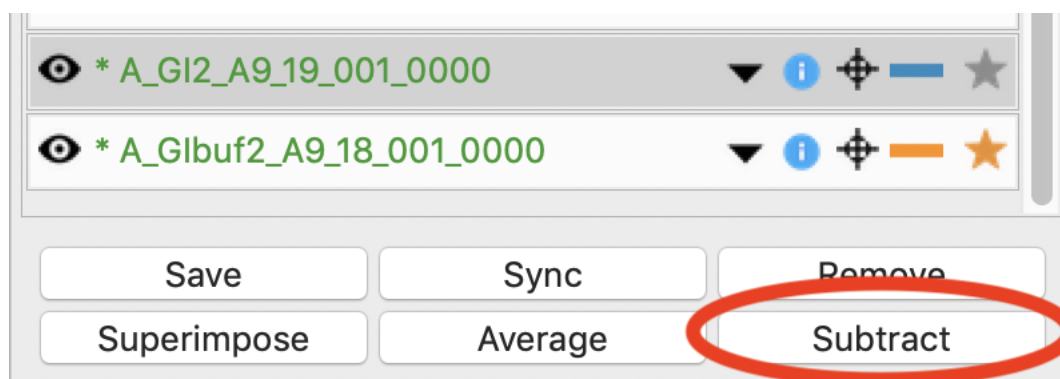 * A_GI2_A9_19_001_0000
* A_GIbuf2_A9_18_001_0000
Save Sync Remove
Superimpose Average Subtract